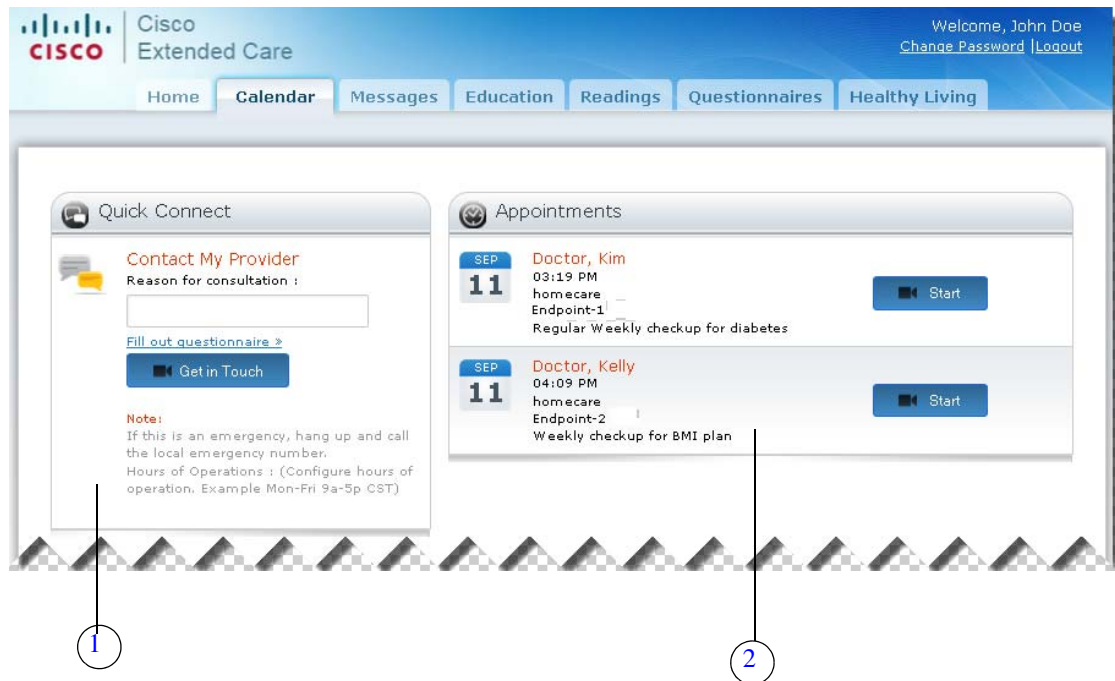 Cisco
Extended Care
CISCO
Welcome, John Doe
Change Password |Logout
Home Calendar Messages Education Readings Questionnaires Healthy Living
Quick Connect
Contact My Provider
Reason for consultation :
Fill out questionnaire »
Get in Touch
Note:
If this is an emergency, hang up and call
the local emergency number.
Hours of Operations : (Configure hours of
operation. Example Mon-Fri 9a-5p CST)
Appointments
SEP
11
Doctor, Kim
03:19 PM
homecare
Endpoint-1
Regular Weekly checkup for diabetes
Start
SEP
11
Doctor, Kelly
04:09 PM
homecare
Endpoint-2
Weekly checkup for BMI plan
Start
1
2